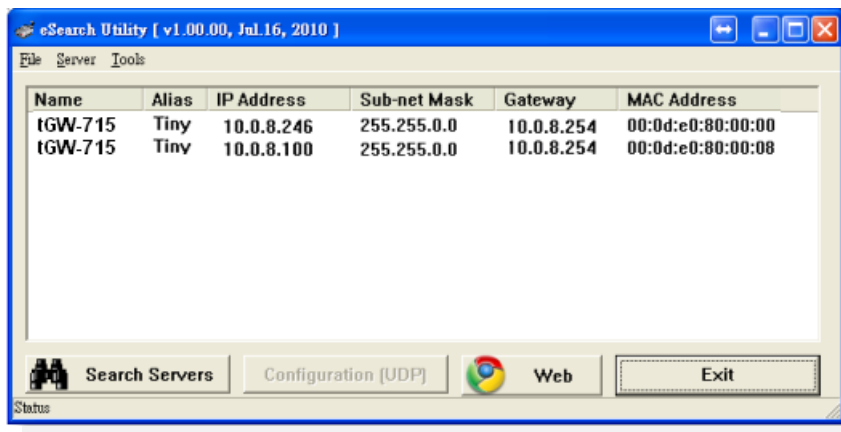 eSearch Utility [ v1.00.00, Jul.16, 2010 ]
File Server Tools
Name Alias IP Address Sub-net Mask Gateway MAC Address
tGW-715 Tiny 10.0.8.246 255.255.0.0 10.0.8.254 00:0d:e0:80:00:00
tGW-715 Tiny 10.0.8.100 255.255.0.0 10.0.8.254 00:0d:e0:80:00:08
Search Servers Configuration (UDP) Web Exit
Status